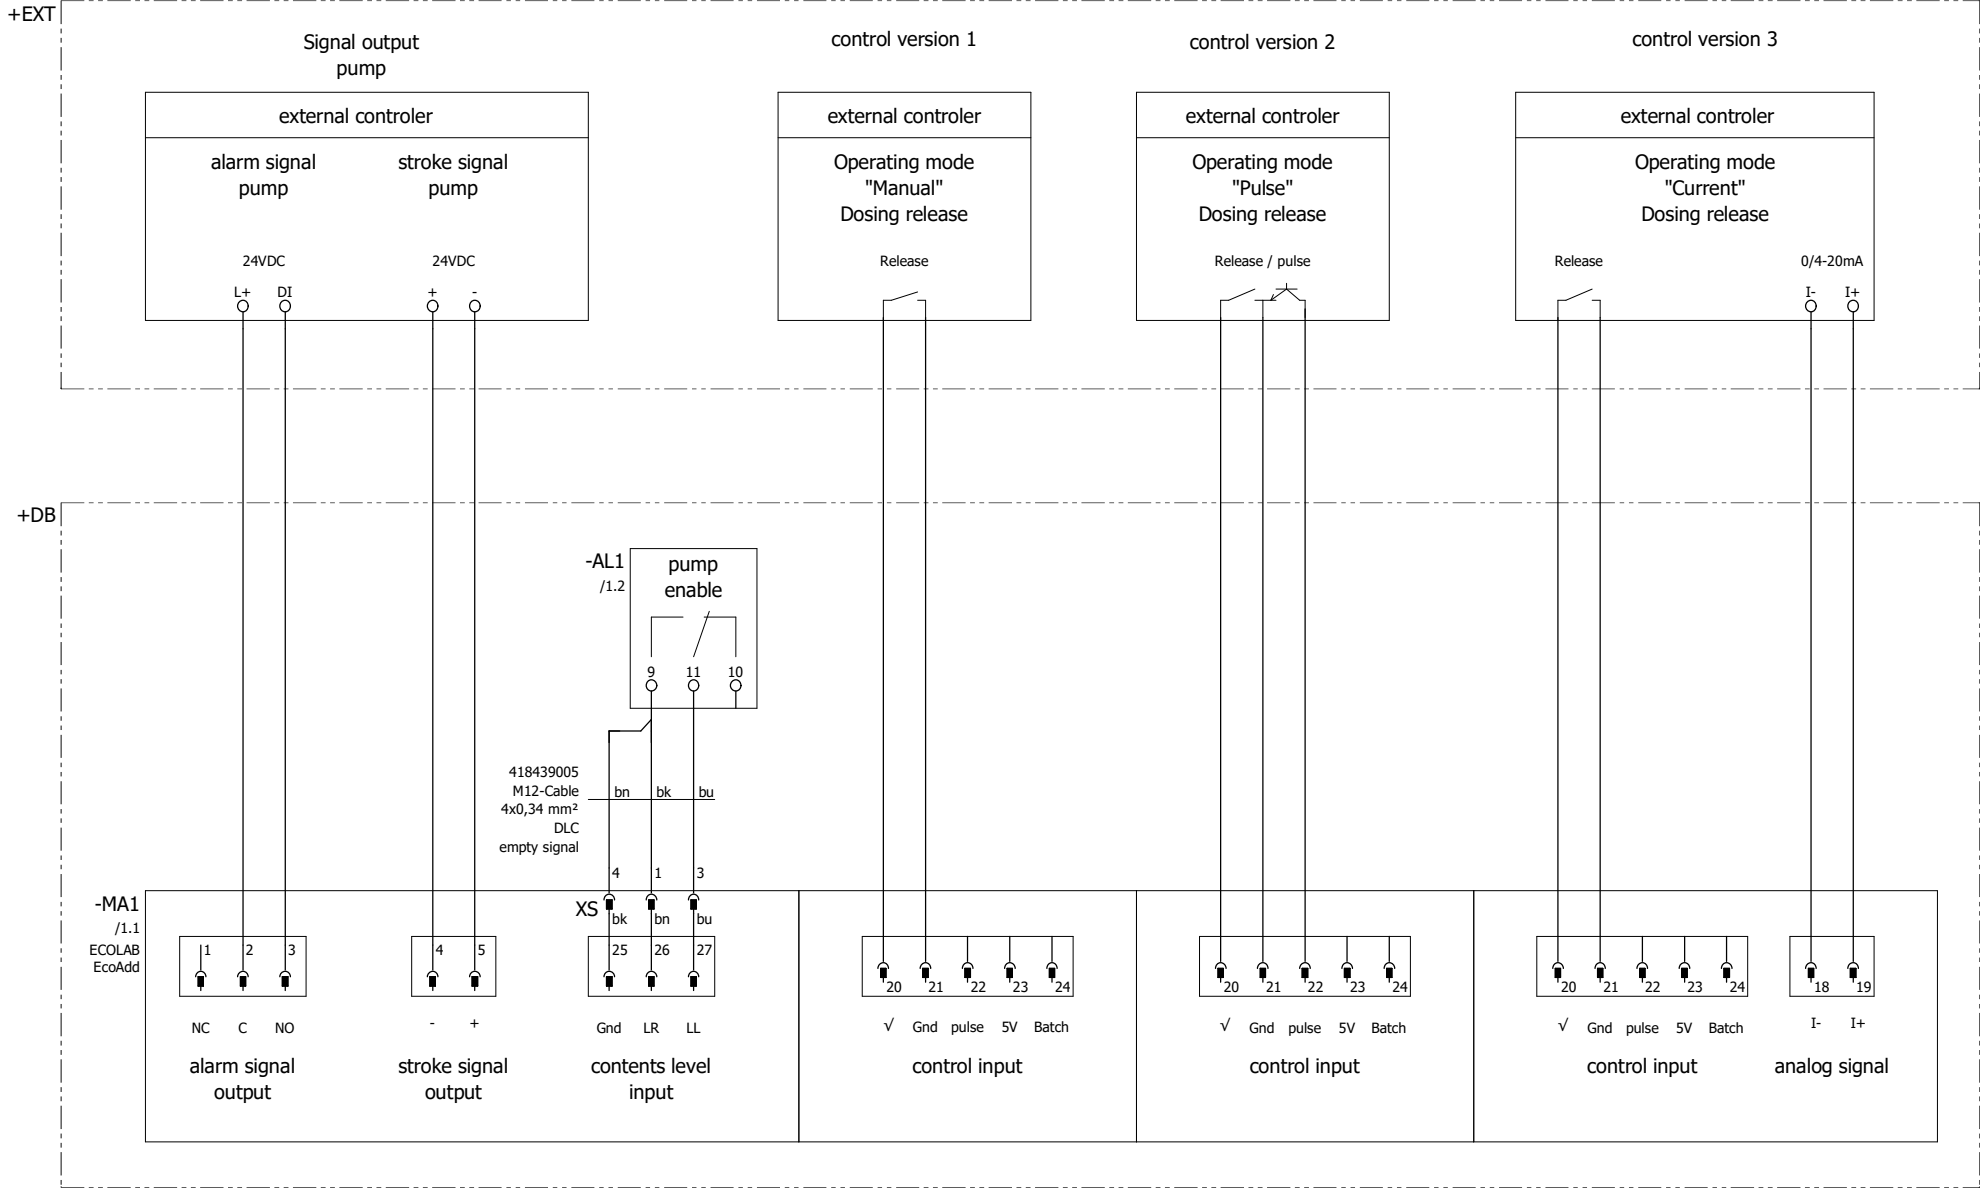 +EXT
Signal output
pump
control version 1
control version 2
control version 3
external controler
alarm signal
pump
stroke signal
pump
24VDC
24VDC
L+ DI + -
external controler
Operating mode
"Manual"
Dosing release
Release
external controler
Operating mode
"Pulse"
Dosing release
Release / pulse
external controler
Operating mode
"Current"
Dosing release
Release
0/4-20mA
I- I+
+DB
-AL1
/1.2
pump
enable
9 11 10
418439005
M12-Cable
4x0,34 mm²
DLC
empty signal
bn bk bu
4 1 3
XS
bk bn bu
-MA1
/1.1
ECOLAB
EcoAdd
1 2 3
NC C NO
alarm signal
output
4 5
- +
stroke signal
output
25 26 27
Gnd LR LL
contents level
input
20 21 22 23 24
√ Gnd pulse 5V Batch
control input
20 21 22 23 24
√ Gnd pulse 5V Batch
control input
20 21 22 23 24
√ Gnd pulse 5V Batch
control input
18 19
I- I+
analog signal